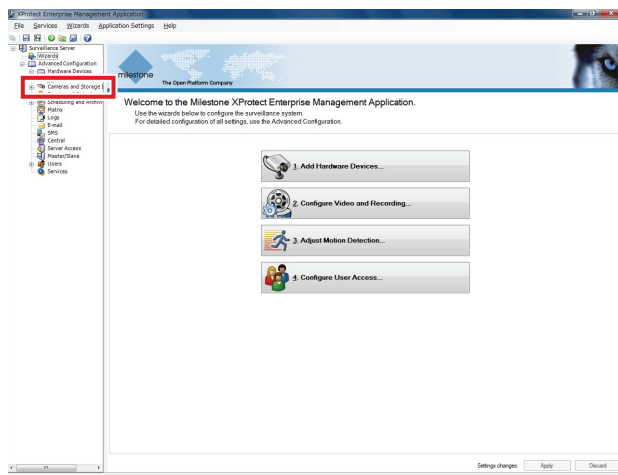 XProtect Enterprise Management Application
File Services Wizards Application Settings Help
Surveillance Server
Wizards
Advanced Configuration
Hardware Devices
Cameras and Storage
Scheduling and Archivi
Matrix
Logs
E-mail
SMS
Central
Server Access
Master/Slave
Users
Services
milestone
The Open Platform Company
Welcome to the Milestone XProtect Enterprise Management Application.
Use the wizards below to configure the surveillance system.
For detailed configuration of all settings, use the Advanced Configuration.
1. Add Hardware Devices...
2. Configure Video and Recording...
3. Adjust Motion Detection...
4. Configure User Access...
Settings changes: Apply Discard